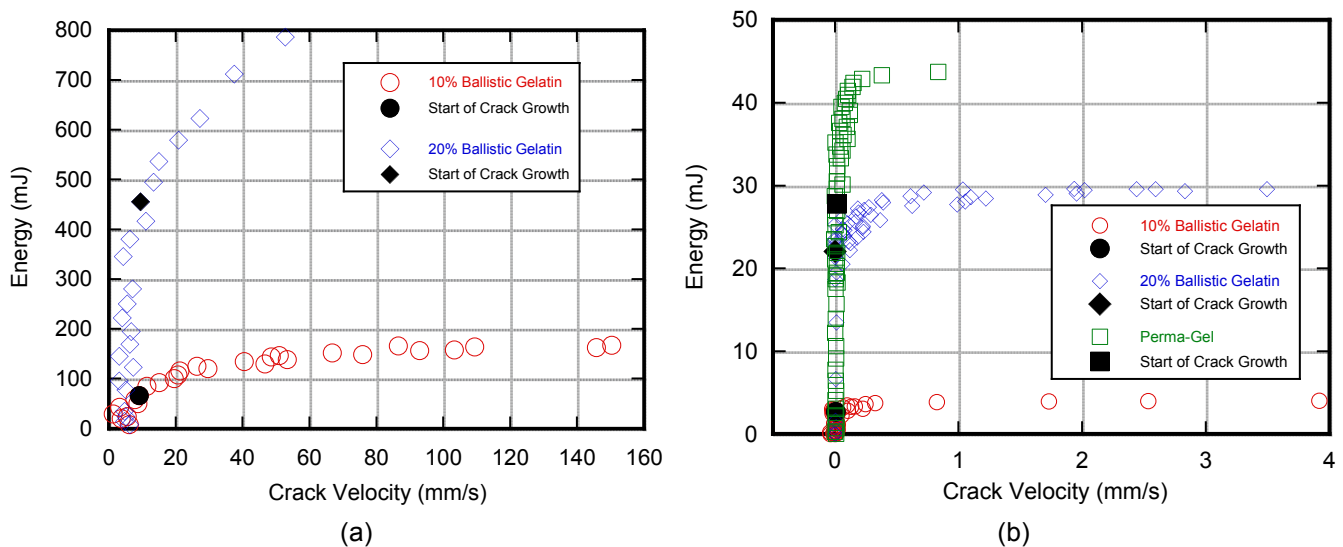 800
700
600
500
400
300
200
100
0
Energy (mJ)
10% Ballistic Gelatin
Start of Crack Growth
20% Ballistic Gelatin
Start of Crack Growth
0 20 40 60 80 100 120 140 160
Crack Velocity (mm/s)
(a)
50
40
30
20
10
0
Energy (mJ)
10% Ballistic Gelatin
Start of Crack Growth
20% Ballistic Gelatin
Start of Crack Growth
Perma-Gel
Start of Crack Growth
0 1 2 3 4
Crack Velocity (mm/s)
(b)